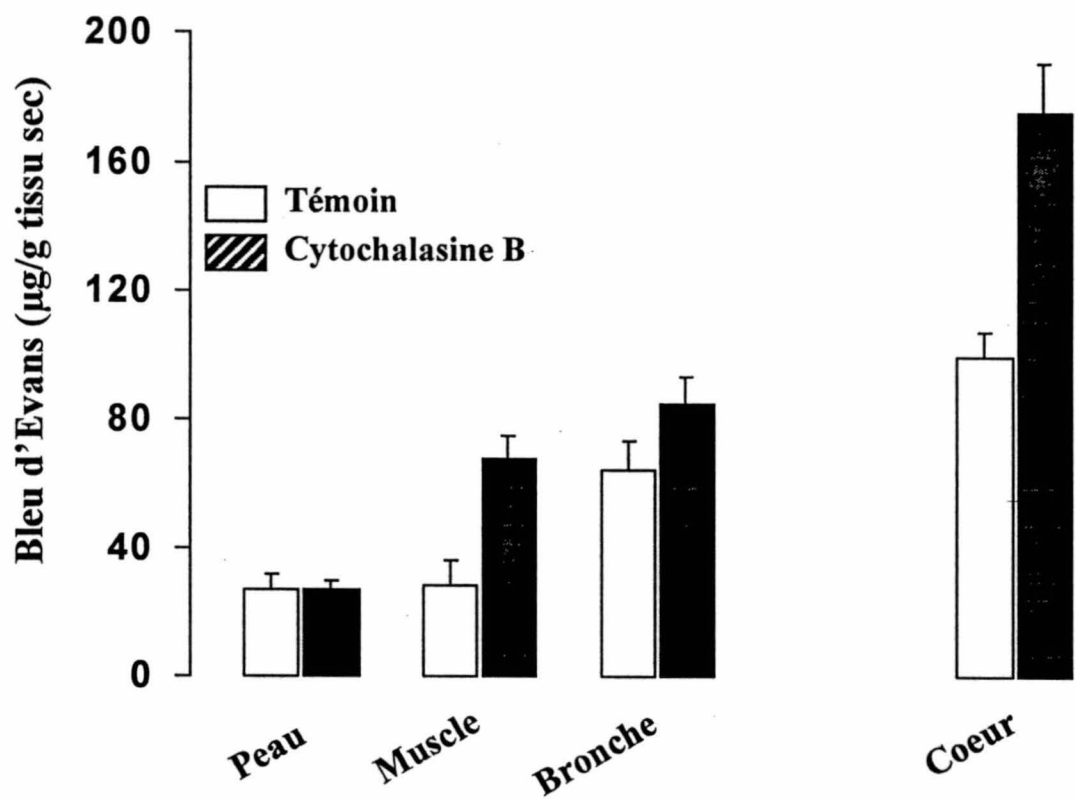 200
160
120
80
40
0
Bleu d'Evans (µg/g tissu sec)
Témoin
Cytochalasine B
Peau
Muscle
Bronche
Coeur